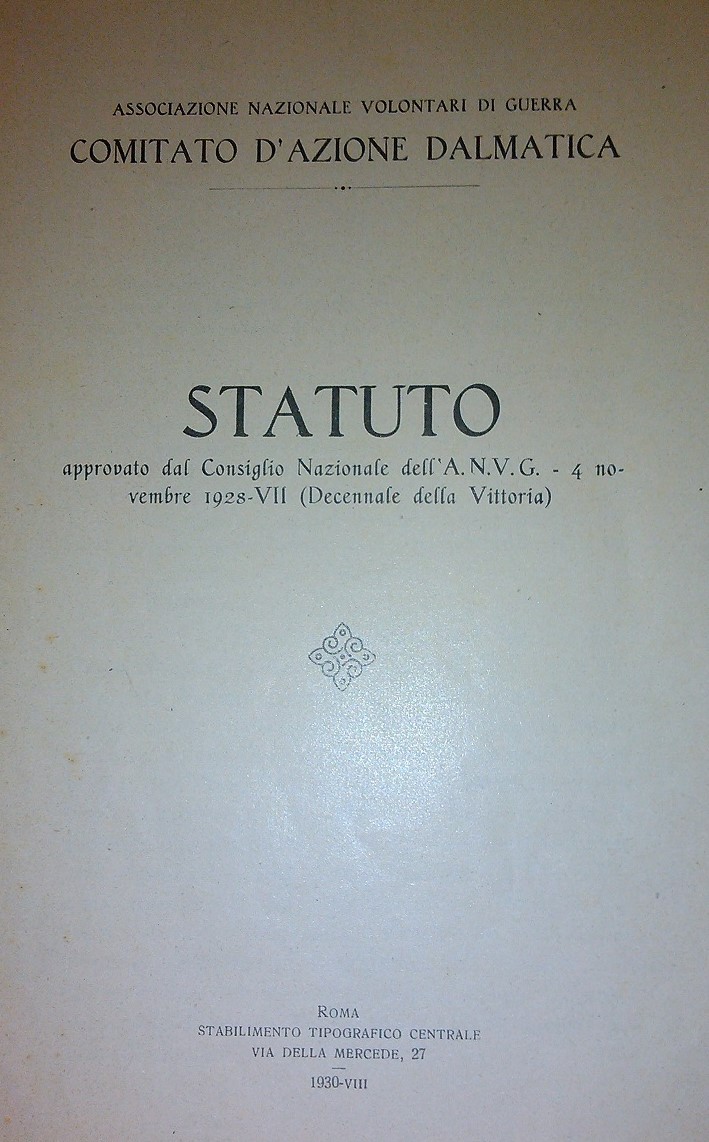 ASSOCIAZIONE NAZIONALE VOLONTARI DI GUERRA
COMITATO D'AZIONE DALMATICA
STATUTO
approvato dal Consiglio Nazionale dell'A. N. V. G. - 4 no-
vembre 1928-VII (Decennale della Vittoria)
ROMA
STABILIMENTO TIPOGRAFICO CENTRALE
VIA DELLA MERCEDE, 27
1930-VIII